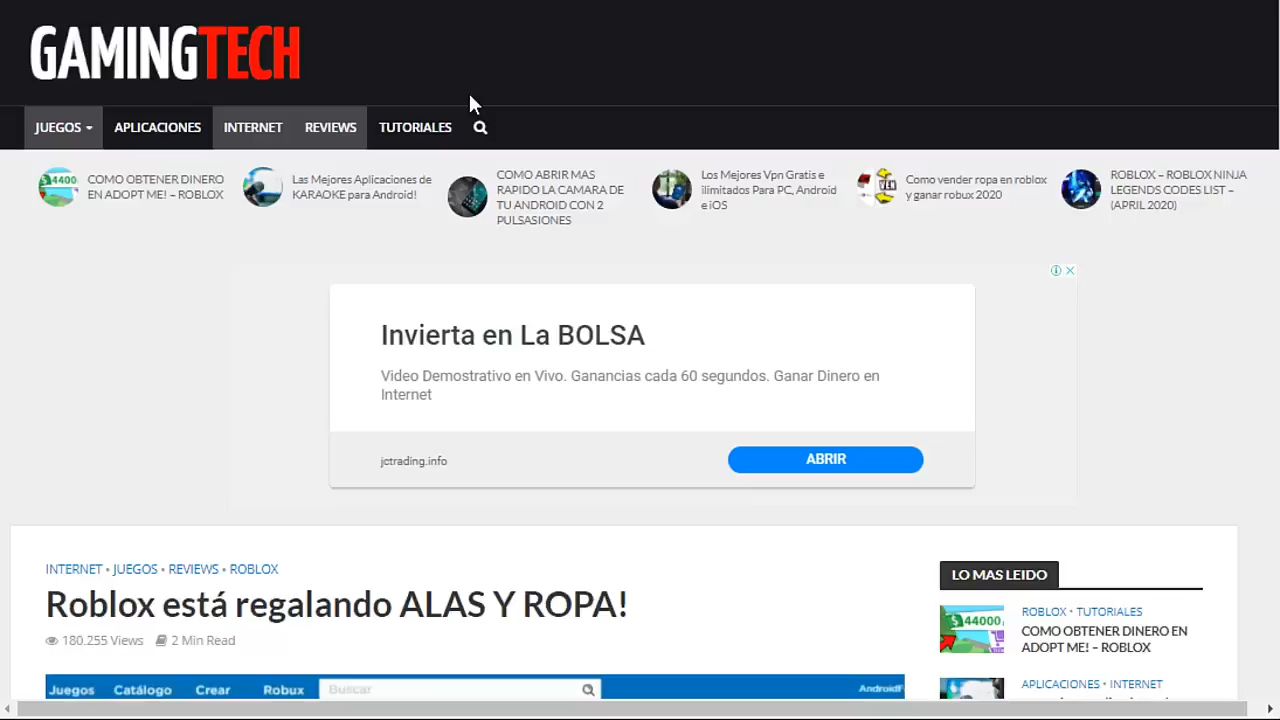 GAMINGTECH
JUEGOS
APLICACIONES
INTERNET
REVIEWS
TUTORIALES
COMO OBTENER DINERO
EN ADOPT ME! – ROBLOX
Las Mejores Aplicaciones de
KARAOKE para Android!
COMO ABRIR MAS
RAPIDO LA CAMARA DE
TU ANDROID CON 2
PULSASIONES
Los Mejores Vpn Gratis e
ilimitados Para PC, Android
e iOS
Como vender ropa en roblox
y ganar robux 2020
ROBLOX – ROBLOX NINJA
LEGENDS CODES LIST –
(APRIL 2020)
Invierta en La BOLSA
Video Demostrativo en Vivo. Ganancias cada 60 segundos. Ganar Dinero en
Internet
jctrading.info
ABRIR
INTERNET • JUEGOS • REVIEWS • ROBLOX
Roblox está regalando ALAS Y ROPA!
180.255 Views
2 Min Read
Juegos
Catálogo
Crear
Robux
Buscar
LO MAS LEIDO
$44000
ROBLOX • TUTORIALES
COMO OBTENER DINERO EN
ADOPT ME! – ROBLOX
APLICACIONES • INTERNET